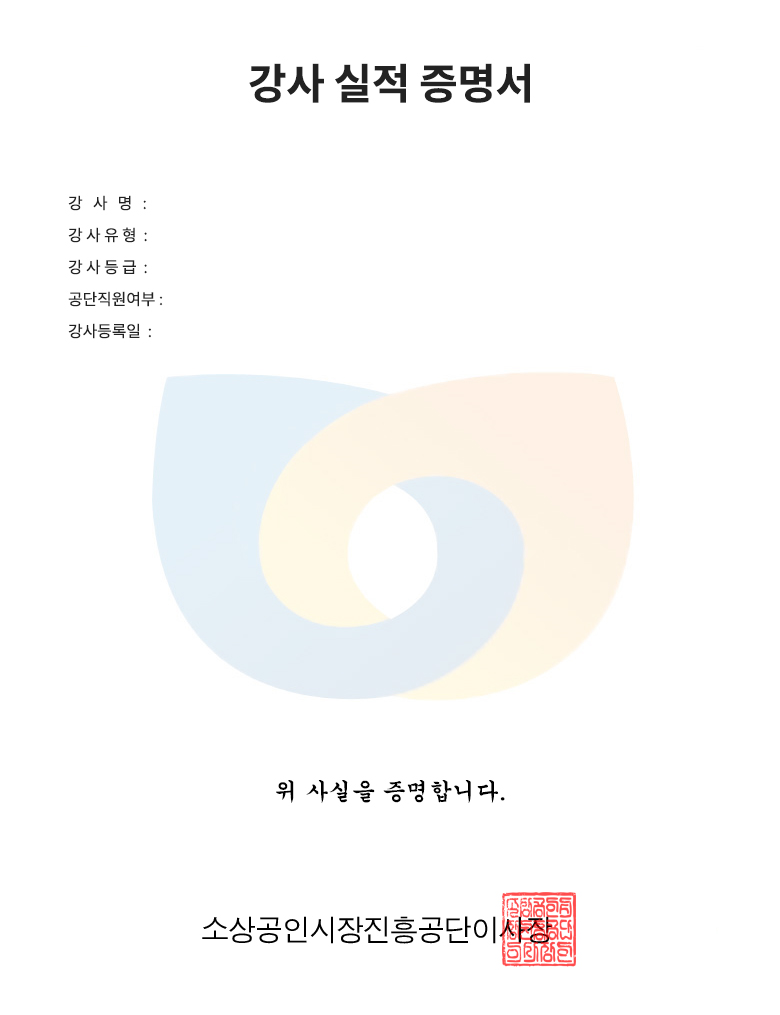 강사 실적 증명서
강 사 명 :
강 사 유 형 :
강 사 등 급 :
공단직원여부 :
강사등록일 :
위 사실을 증명합니다.
소상공인시장진흥공단이사장